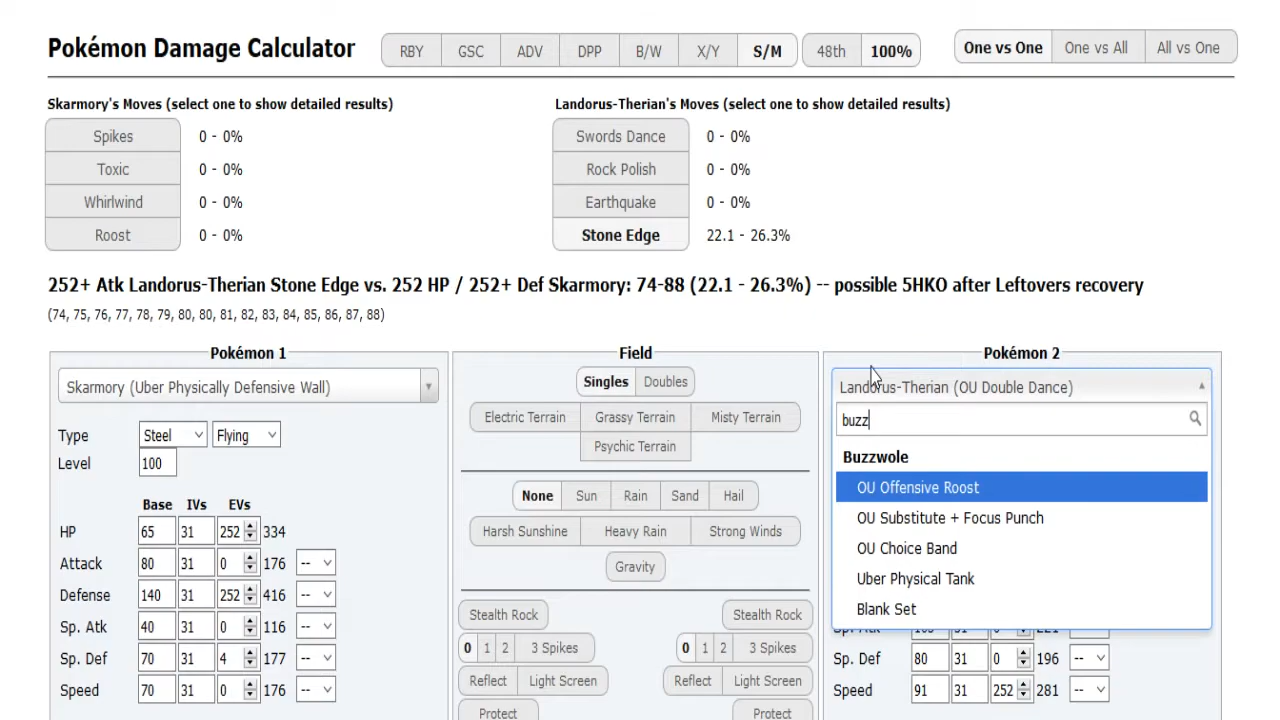 Pokémon Damage Calculator RBY GSC ADV DPP B/W X/Y S/M 48th 100% One vs One One vs All All vs One
Skarmory's Moves (select one to show detailed results) Landorus-Therian's Moves (select one to show detailed results)
Spikes 0 - 0% Swords Dance 0 - 0%
Toxic 0 - 0% Rock Polish 0 - 0%
Whirlwind 0 - 0% Earthquake 0 - 0%
Roost 0 - 0% Stone Edge 22.1 - 26.3%
252+ Atk Landorus-Therian Stone Edge vs. 252 HP / 252+ Def Skarmory: 74-88 (22.1 - 26.3%) -- possible 5HKO after Leftovers recovery
(74, 75, 76, 77, 78, 79, 80, 80, 81, 82, 83, 84, 85, 86, 87, 88)
Pokémon 1 Field Pokémon 2
Skarmory (Uber Physically Defensive Wall) Singles Doubles Landorus-Therian (OU Double Dance)
Electric Terrain Grassy Terrain Misty Terrain buzz
Type Steel Flying Psychic Terrain Buzzwole
Level 100 OU Offensive Roost
Base IVs EVs None Sun Rain Sand Hail OU Substitute + Focus Punch
HP 65 31 252 334 Harsh Sunshine Heavy Rain Strong Winds OU Choice Band
Attack 80 31 0 176 -- Gravity Uber Physical Tank
Defense 140 31 252 416 -- Stealth Rock Stealth Rock Blank Set
Sp. Atk 40 31 0 116 --
Sp. Def 70 31 4 177 -- 0 1 2 3 Spikes 0 1 2 3 Spikes Sp. Def 80 31 0 196 --
Speed 70 31 0 176 -- Reflect Light Screen Reflect Light Screen Speed 91 31 252 281 --
Protect Protect